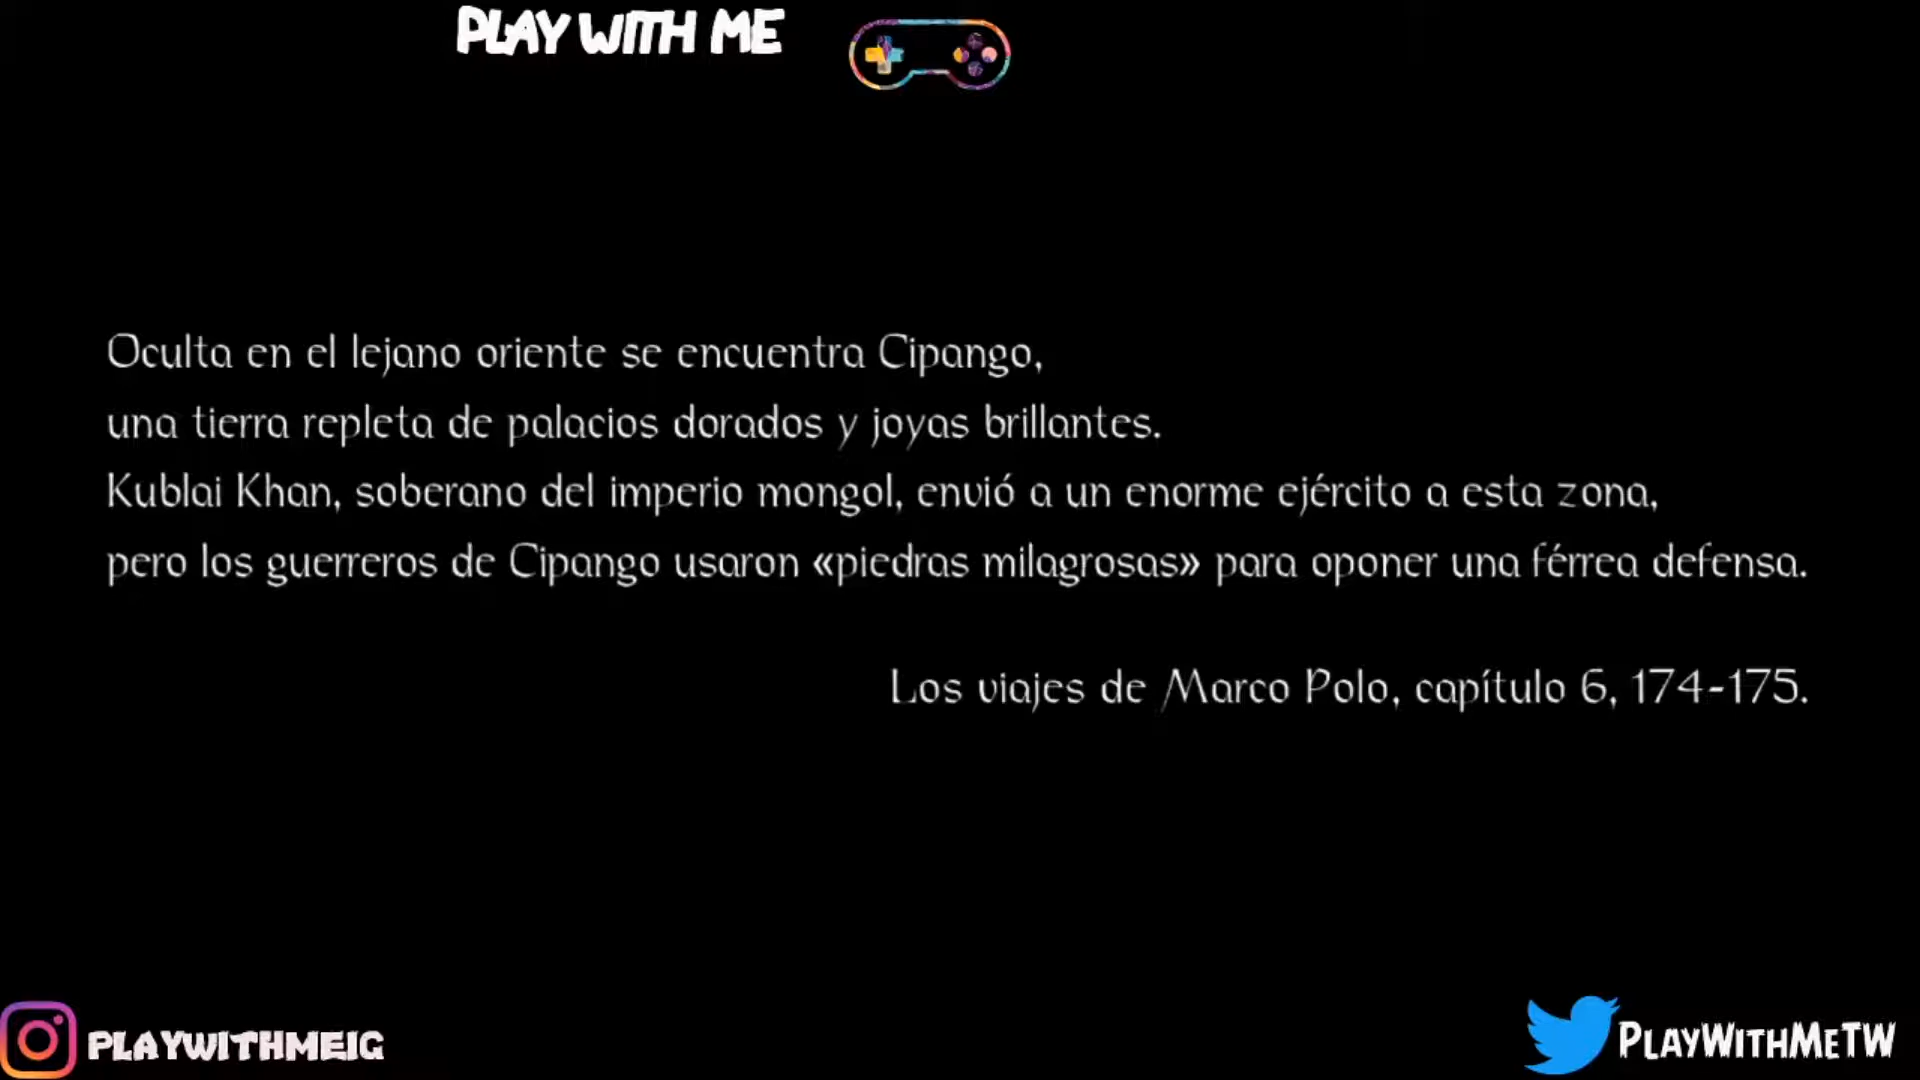 PLAY WITH ME
Oculta en el lejano oriente se encuentra Cipango,
una tierra repleta de palacios dorados y joyas brillantes.
Kublai Khan, soberano del imperio mongol, envió a un enorme ejército a esta zona,
pero los guerreros de Cipango usaron «piedras milagrosas» para oponer una férrea defensa.
Los viajes de Marco Polo, capítulo 6, 174-175.
PLAYWITHMEIG
PLAYWITHMETW